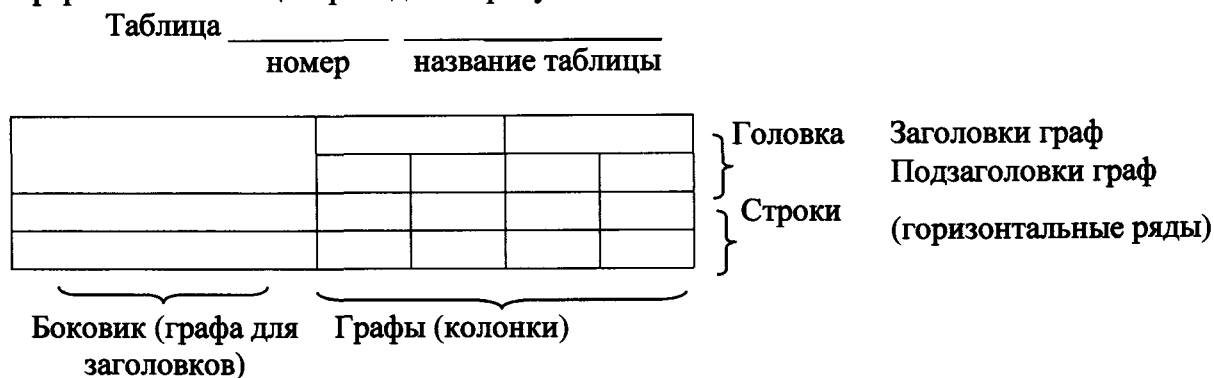 Таблица
номер название таблицы
Головка Заголовки граф
Подзаголовки граф
Строки (горизонтальные ряды)
Боковик (графа для заголовков)
Графы (колонки)